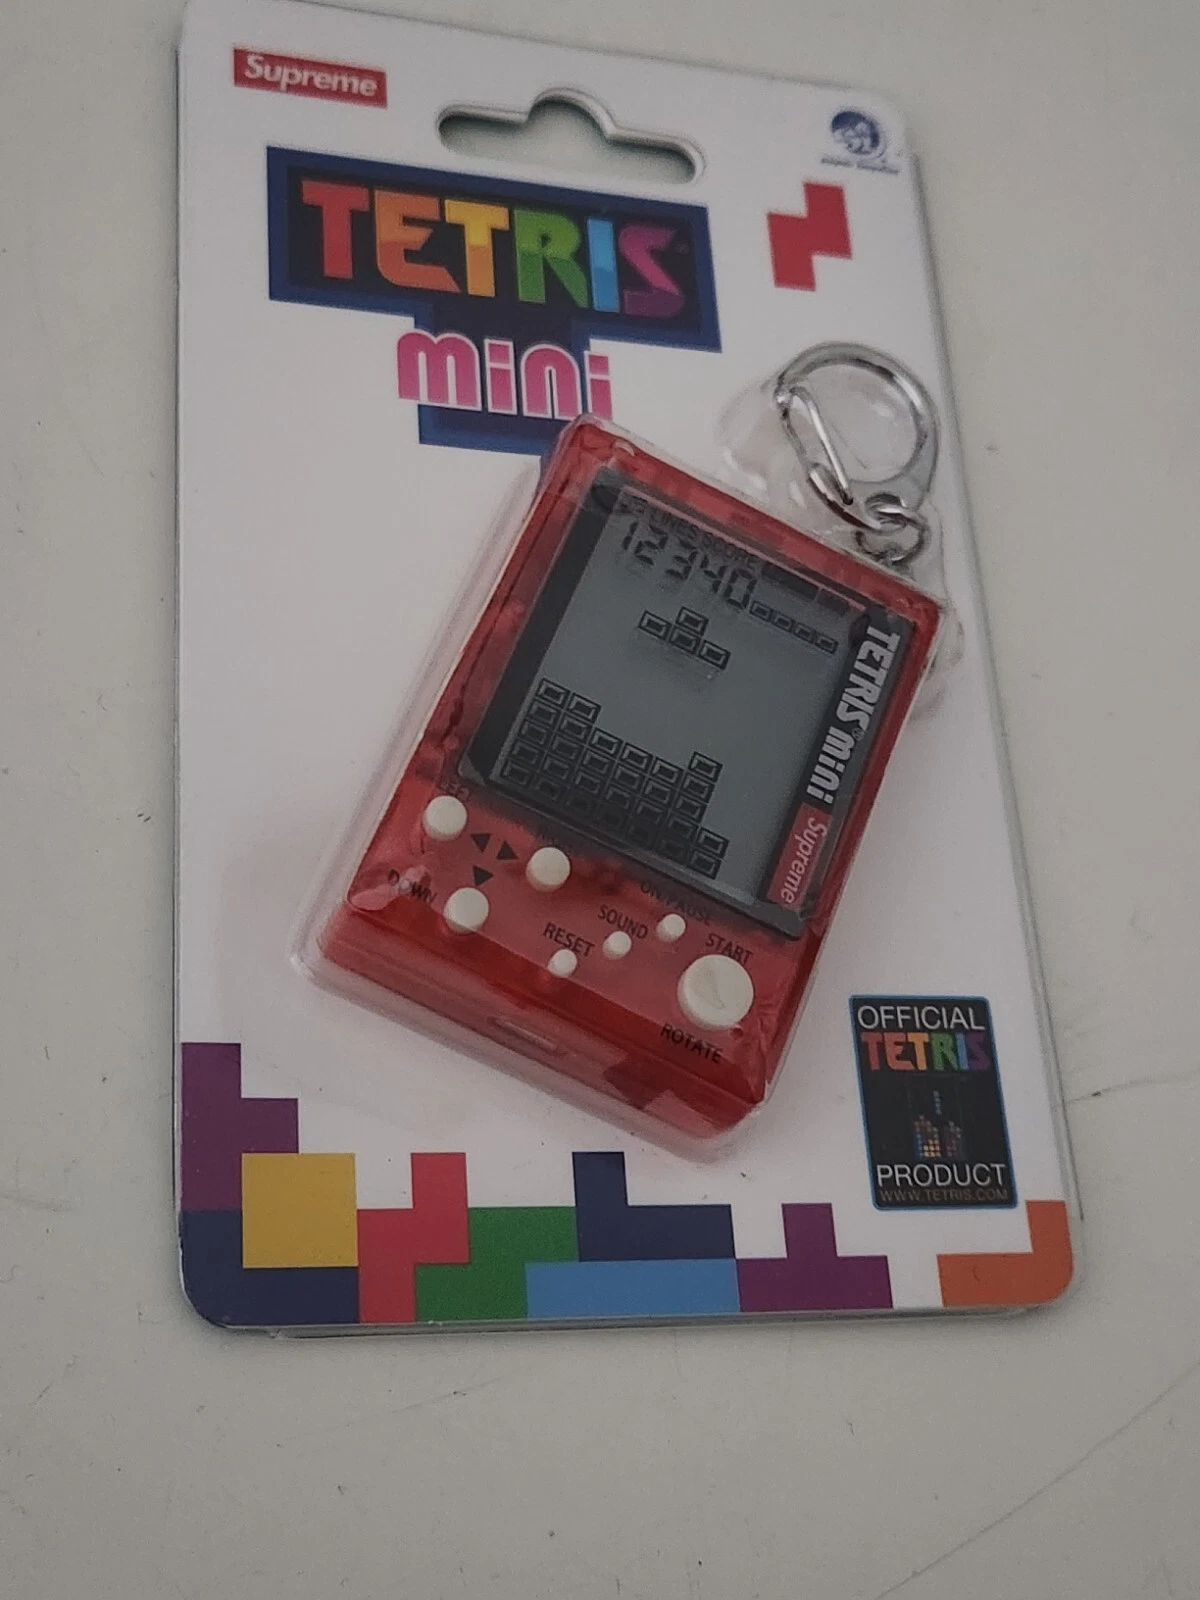 Supreme
TETRIS
mini
LINES SCORE
12340
TETRIS® mini
Supreme
DOWN
ON/PAUSE
SOUND
START
RESET
ROTATE
OFFICIAL
TETRIS
PRODUCT
WWW.TETRIS.COM